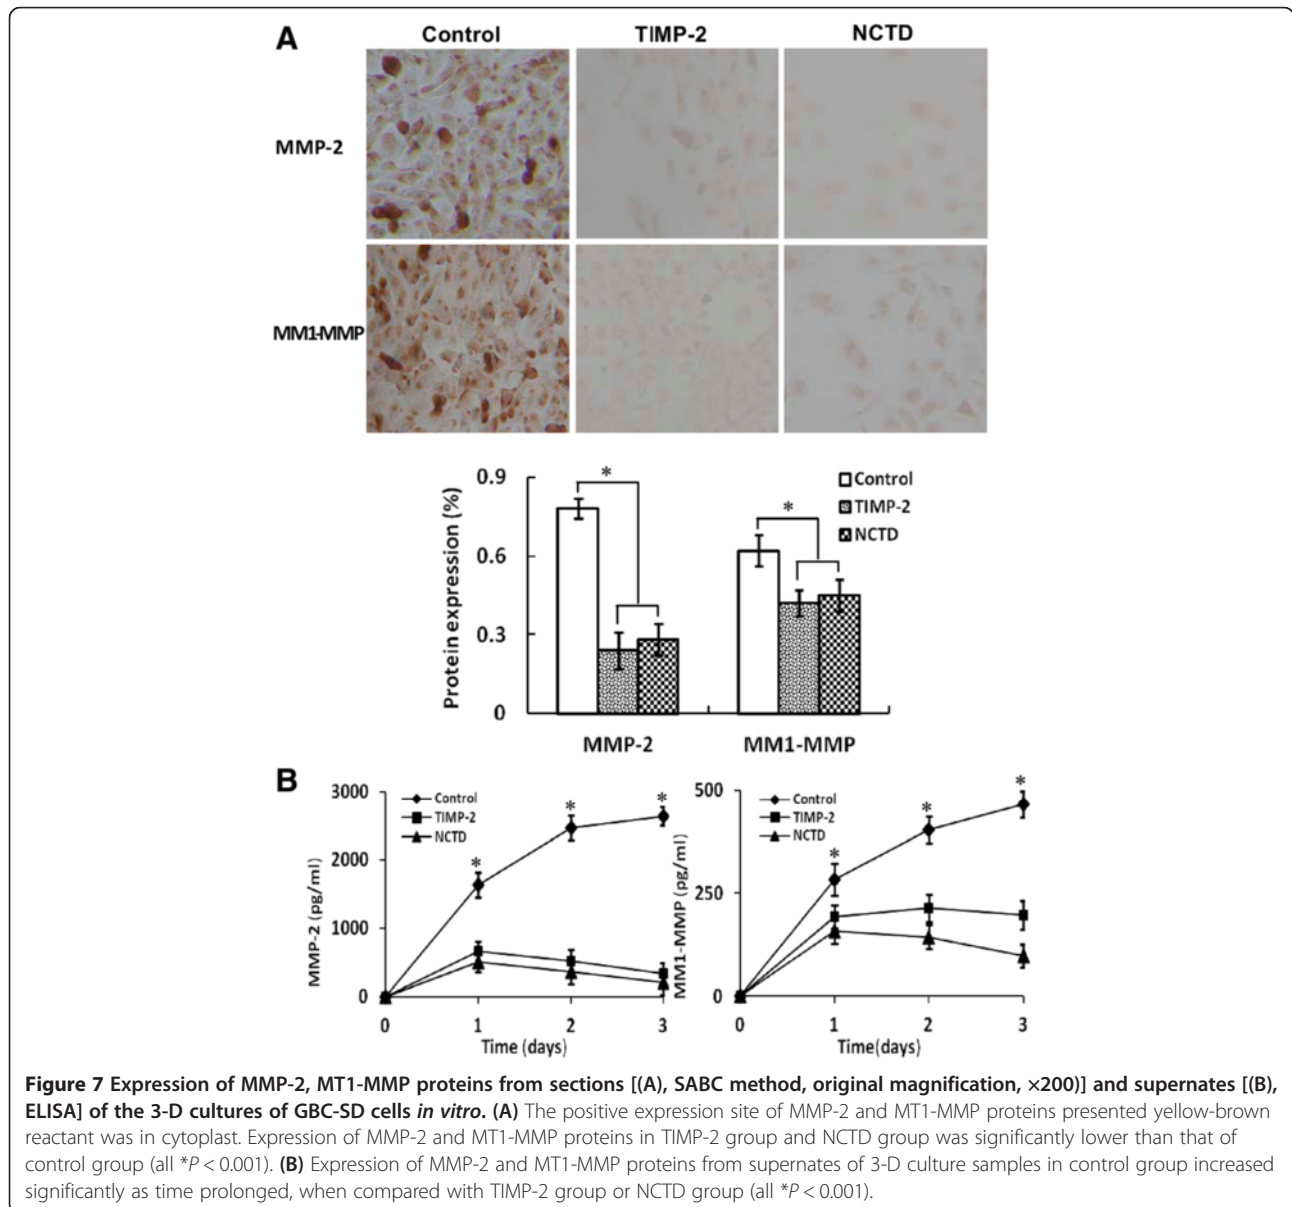 A
Control TIMP-2 NCTD
MMP-2
MM1-MMP
Protein expression (%)
0.9
0.6
0.3
0
*
*
Control
TIMP-2
NCTD
MMP-2 MM1-MMP
B
MMP-2 (pg/ml)
3000
2000
1000
0
Control
TIMP-2
NCTD
*
*
*
0 1 2 3
Time (days)
MM1-MMP (pg/ml)
500
250
0
Control
TIMP-2
NCTD
*
*
*
0 1 2 3
Time(days)
Figure 7 Expression of MMP-2, MT1-MMP proteins from sections [(A), SABC method, original magnification, ×200)] and supernates [(B),
ELISA] of the 3-D cultures of GBC-SD cells in vitro. (A) The positive expression site of MMP-2 and MT1-MMP proteins presented yellow-brown
reactant was in cytoplast. Expression of MMP-2 and MT1-MMP proteins in TIMP-2 group and NCTD group was significantly lower than that of
control group (all *P < 0.001). (B) Expression of MMP-2 and MT1-MMP proteins from supernates of 3-D culture samples in control group increased
significantly as time prolonged, when compared with TIMP-2 group or NCTD group (all *P < 0.001).